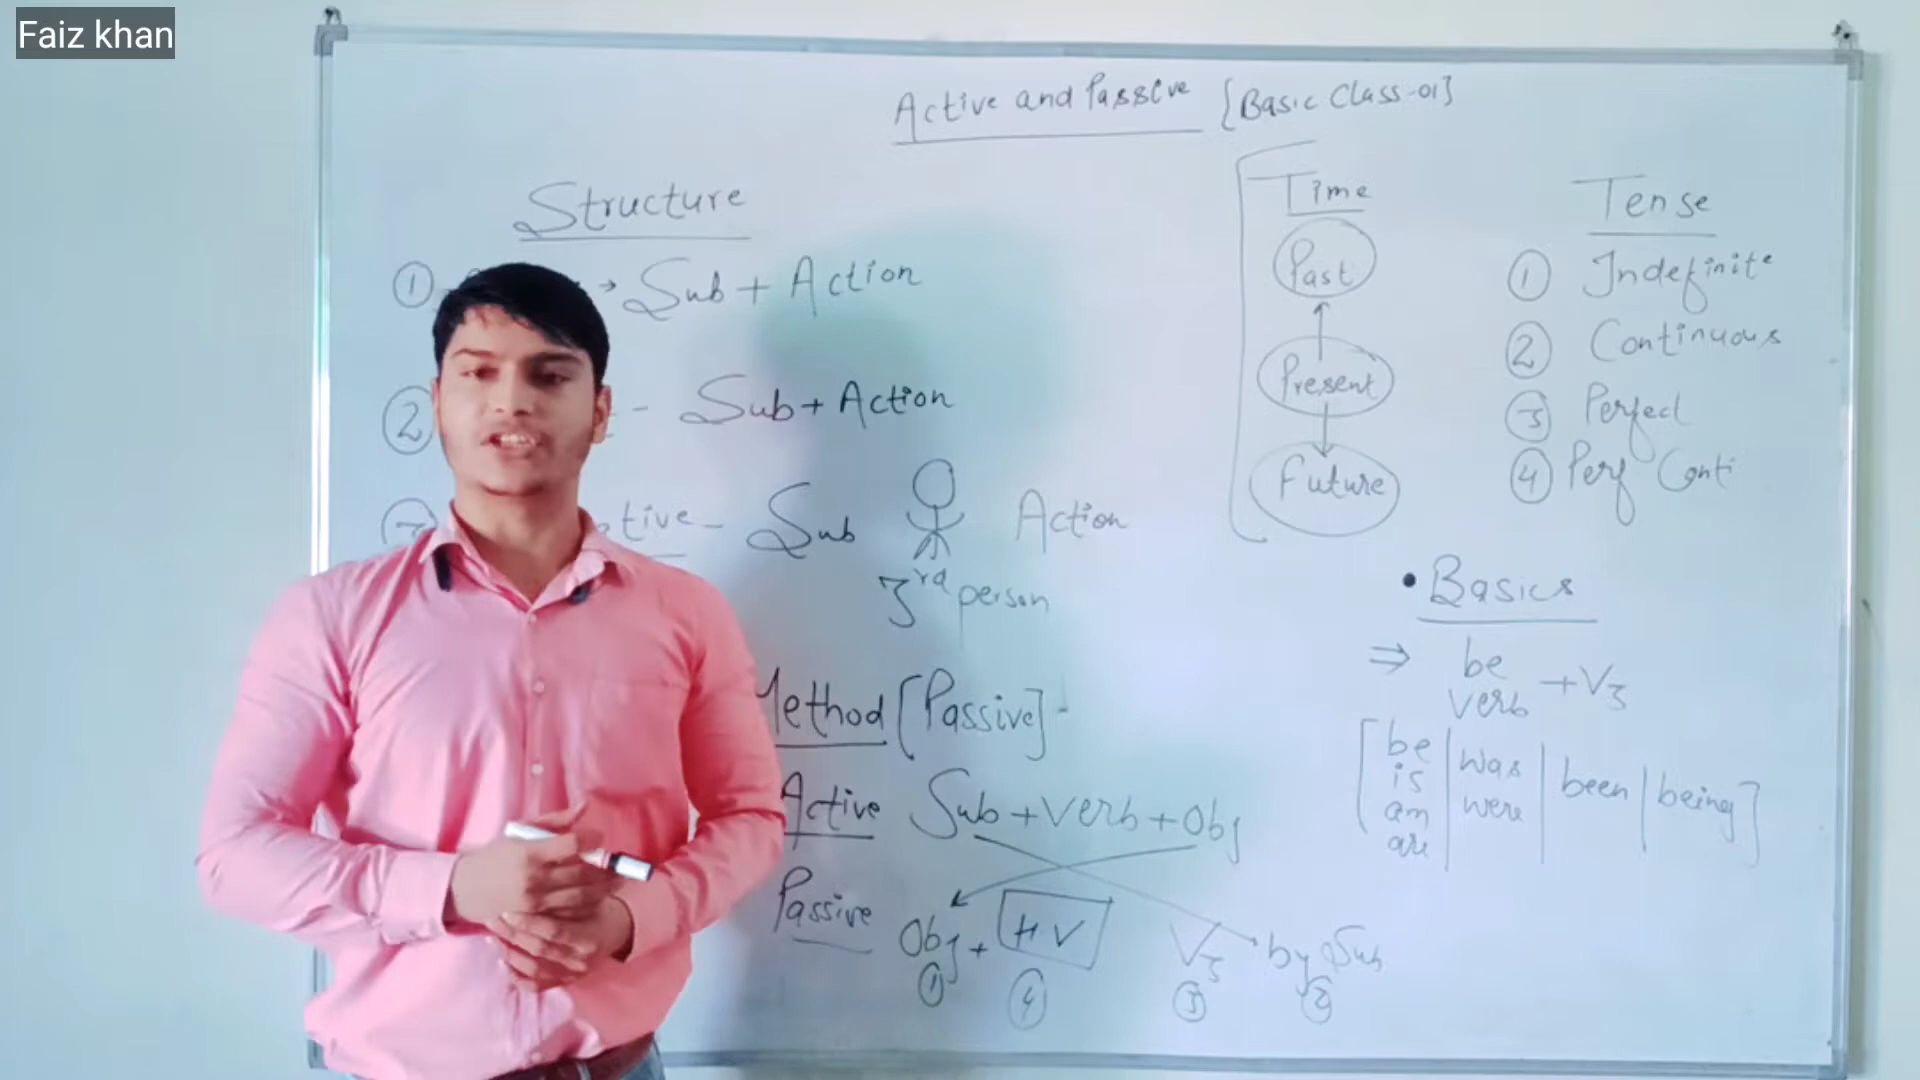 Faiz khan
Active and Passive [Basic Class-01]
Structure
① → Sub + Action
② - Sub + Action
Sub Action
3rd person
Method [Passive] -
Active Sub + Verb + Obj
Passive Obj + HV V3 by Sub
① ④ ③ ②
Time
Past
Present
Future
Tense
① Indefinite
② Continuous
③ Perfect
④ Perf Conti
• Basics
⇒ be verb + V3
be is am are | was were | been | being